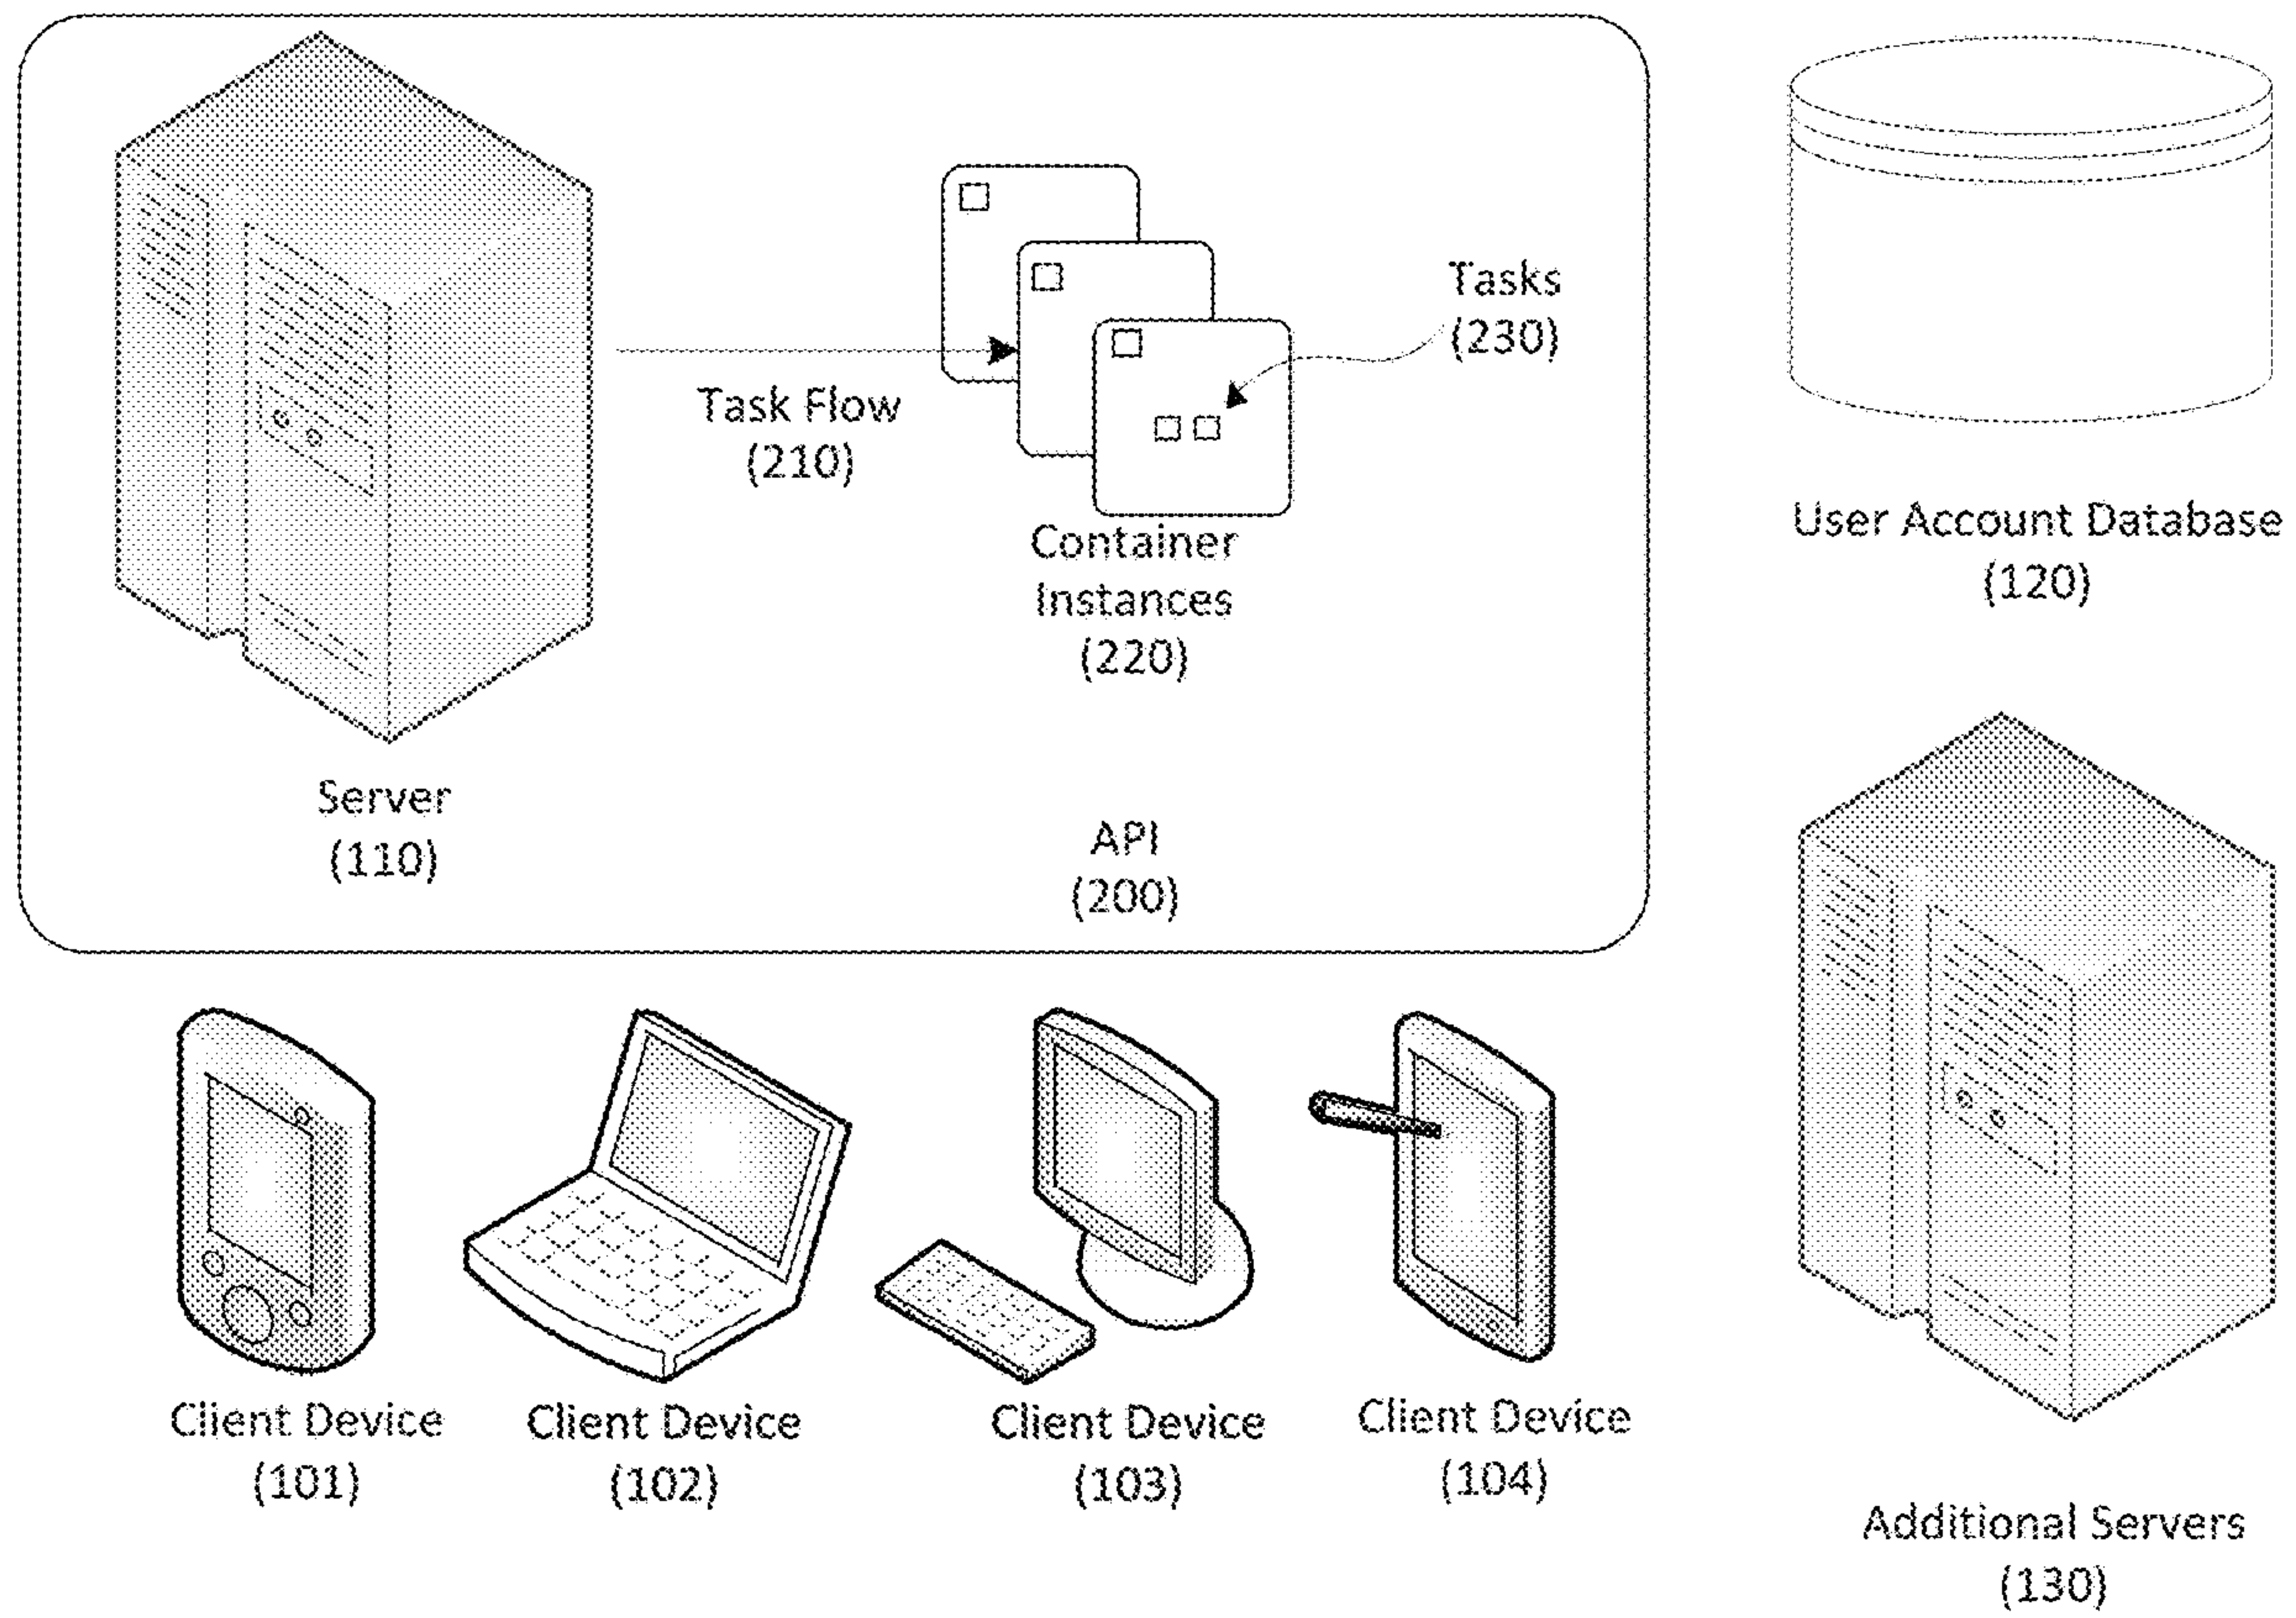 Tasks
(230)
Task Flow
(210)
Container
Instances
(220)
User Account Database
(120)
Server
(110)
API
(200)
Client Device
(101)
Client Device
(102)
Client Device
(103)
Client Device
(104)
Additional Servers
(130)